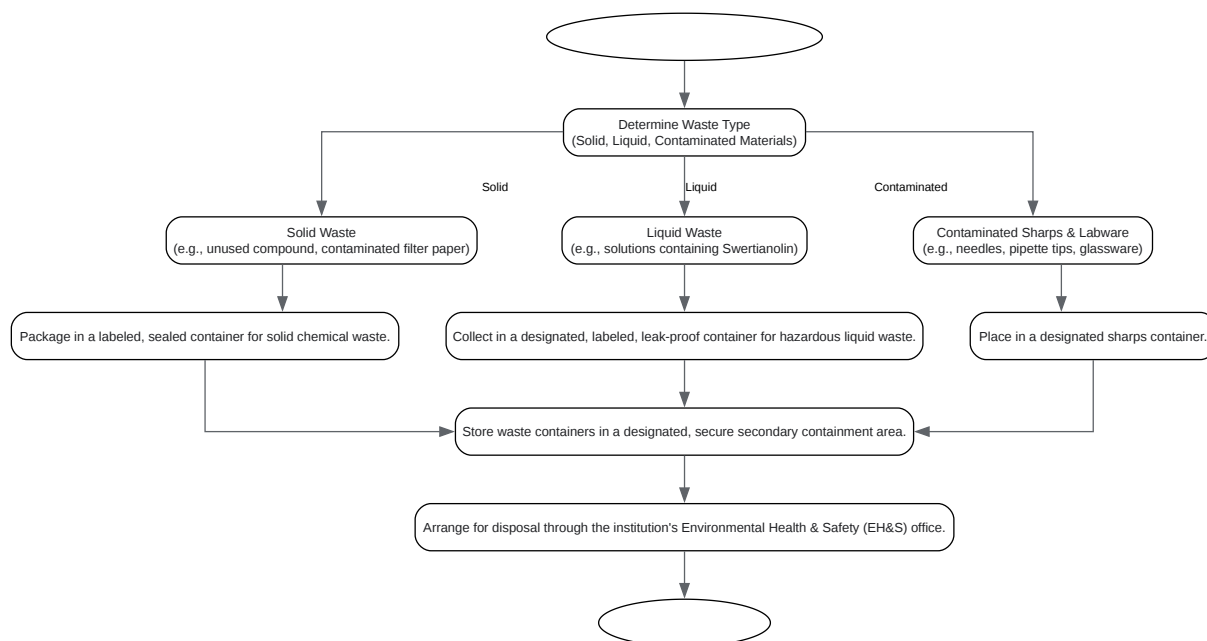 Determine Waste Type
(Solid, Liquid, Contaminated Materials)
Solid
Liquid
Contaminated
Solid Waste
(e.g., unused compound, contaminated filter paper)
Liquid Waste
(e.g., solutions containing Swertianolin)
Contaminated Sharps & Labware
(e.g., needles, pipette tips, glassware)
Package in a labeled, sealed container for solid chemical waste.
Collect in a designated, labeled, leak-proof container for hazardous liquid waste.
Place in a designated sharps container.
Store waste containers in a designated, secure secondary containment area.
Arrange for disposal through the institution's Environmental Health & Safety (EH&S) office.